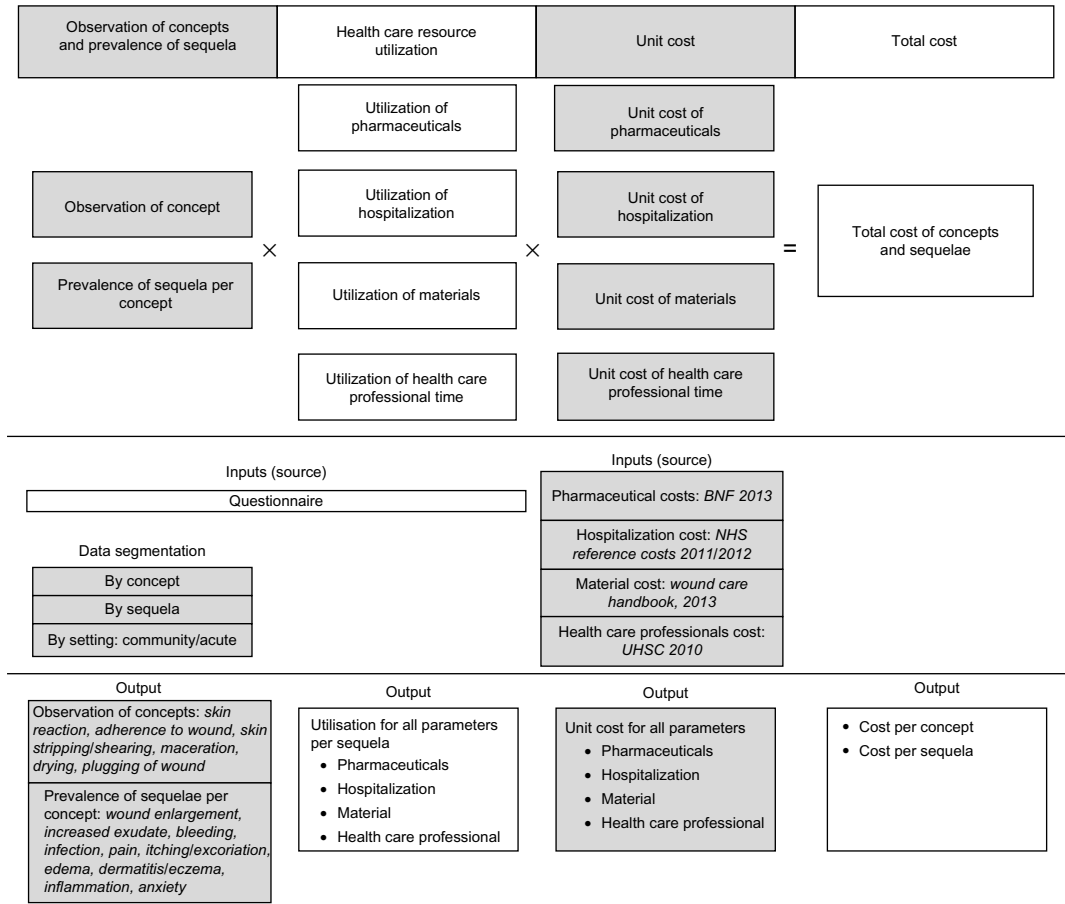 Observation of concepts
and prevalence of sequela
Health care resource
utilization
Unit cost
Total cost
Utilization of
pharmaceuticals
Unit cost of
pharmaceuticals
Observation of concept
Utilization of
hospitalization
Unit cost of
hospitalization
Total cost of concepts
and sequelae
×
×
=
Prevalence of sequela per
concept
Utilization of materials
Unit cost of materials
Utilization of health care
professional time
Unit cost of health care
professional time
Inputs (source)
Questionnaire
Inputs (source)
Pharmaceutical costs: BNF 2013
Hospitalization cost: NHS
reference costs 2011/2012
Material cost: wound care
handbook, 2013
Health care professionals cost:
UHSC 2010
Data segmentation
By concept
By sequela
By setting: community/acute
Output
Observation of concepts: skin
reaction, adherence to wound, skin
stripping/shearing, maceration,
drying, plugging of wound
Prevalence of sequelae per
concept: wound enlargement,
increased exudate, bleeding,
infection, pain, itching/excoriation,
edema, dermatitis/eczema,
inflammation, anxiety
Output
Utilisation for all parameters
per sequela
• Pharmaceuticals
• Hospitalization
• Material
• Health care professional
Output
Unit cost for all parameters
• Pharmaceuticals
• Hospitalization
• Material
• Health care professional
Output
• Cost per concept
• Cost per sequela